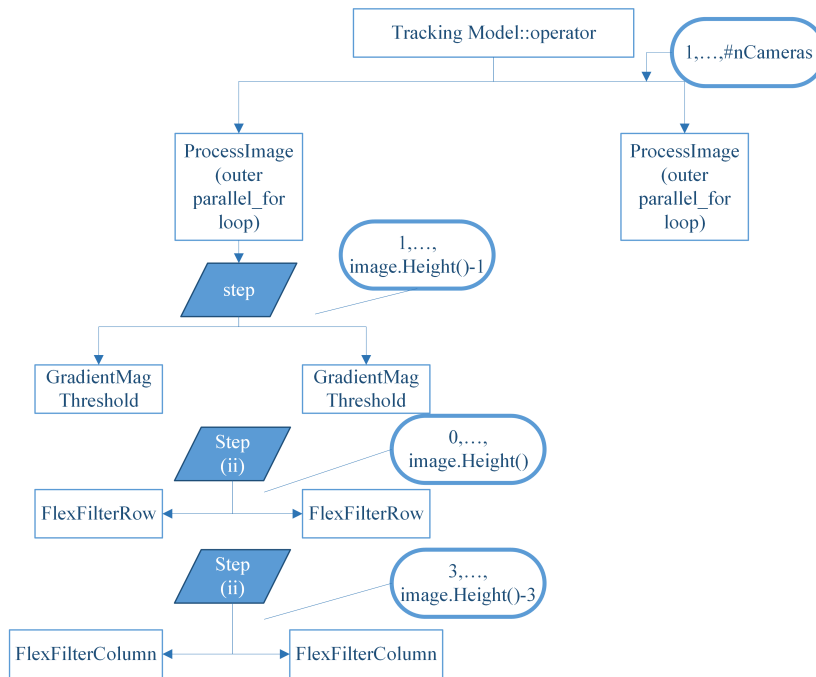 Tracking Model::operator
1,…,#nCameras
ProcessImage
(outer
parallel_for
loop)
ProcessImage
(outer
parallel_for
loop)
1,…,
image.Height()-1
step
GradientMag
Threshold
GradientMag
Threshold
Step
(ii)
0,…,
image.Height()
FlexFilterRow
FlexFilterRow
Step
(ii)
3,…,
image.Height()-3
FlexFilterColumn
FlexFilterColumn